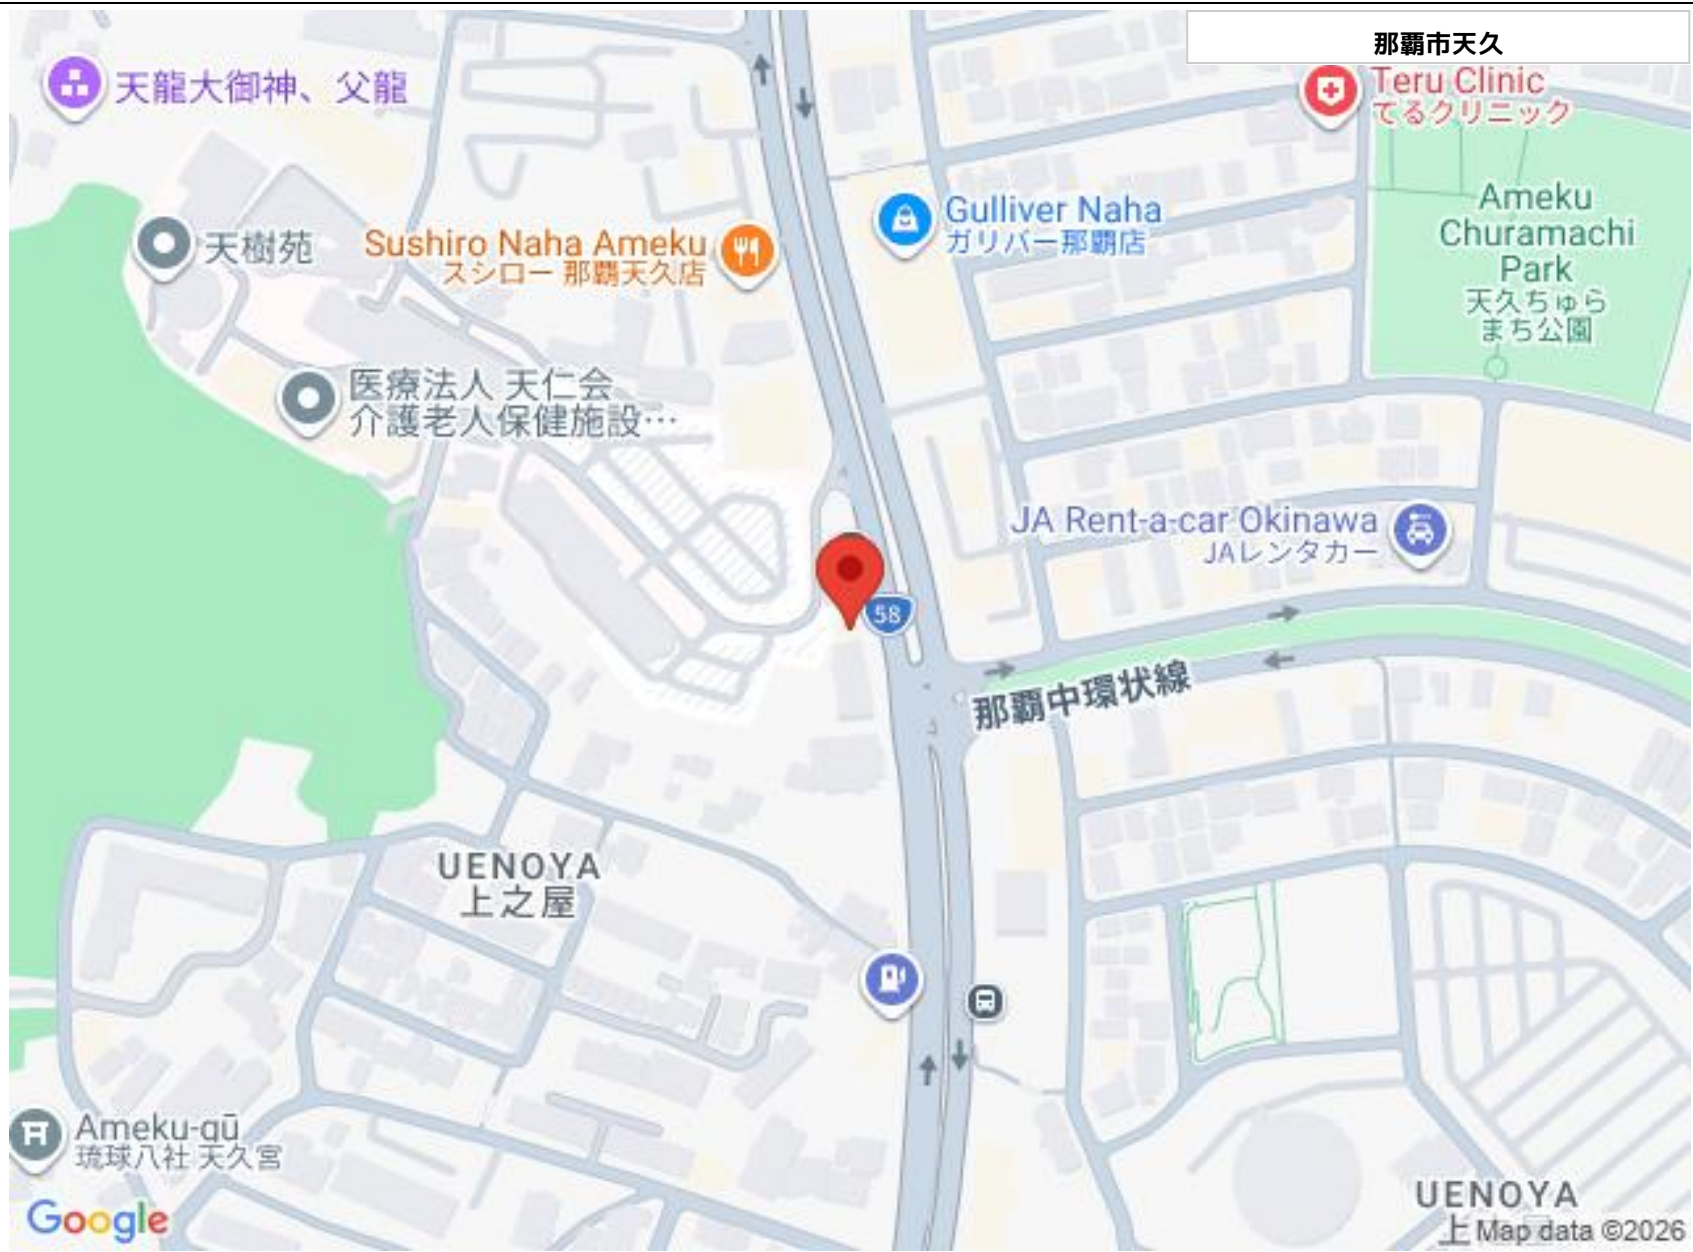 那覇市天久
天龍大御神、父龍
Teru Clinic
てるクリニック
天樹苑
Sushiro Naha Ameku
スシロー 那覇天久店
Gulliver Naha
ガリバー那覇店
Ameku
Churamachi
Park
天久ちゅら
まち公園
医療法人 天仁会
介護老人保健施設…
JA Rent-a-car Okinawa
JAレンタカー
58
那覇中環状線
UENOYA
上之屋
Ameku-gū
琉球八社 天久宮
Google
UENOYA
上
Map data ©2026